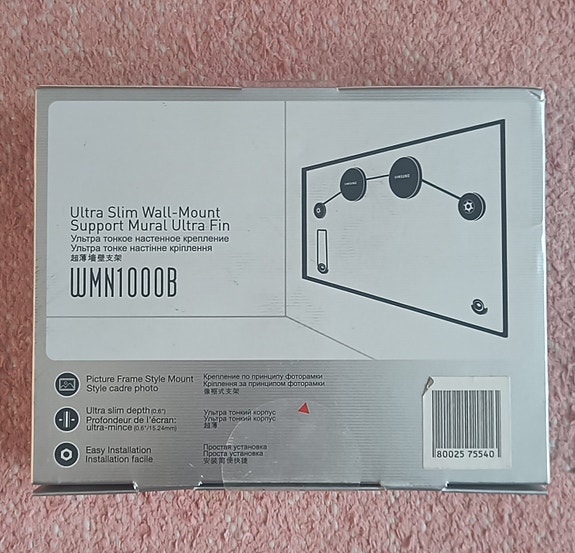 Ultra Slim Wall-Mount
Support Mural Ultra Fin
Ультра тонкое настенное крепление
Ультра тонке настінне кріплення
超薄墙壁支架
WMN1000B
SAMSUNG
SAMSUNG
Picture Frame Style Mount
Style cadre photo
Крепление по принципу фоторамки
Кріплення за принципом фоторамки
像框式支架
Ultra slim depth (0.6")
Profondeur de l'écran:
ultra-mince (0.6"/15.24mm)
Ультра тонкий корпус
Ультра тонкий корпус
超薄
Easy Installation
Installation facile
Простая установка
Проста установка
安装简便快捷
80025 75540